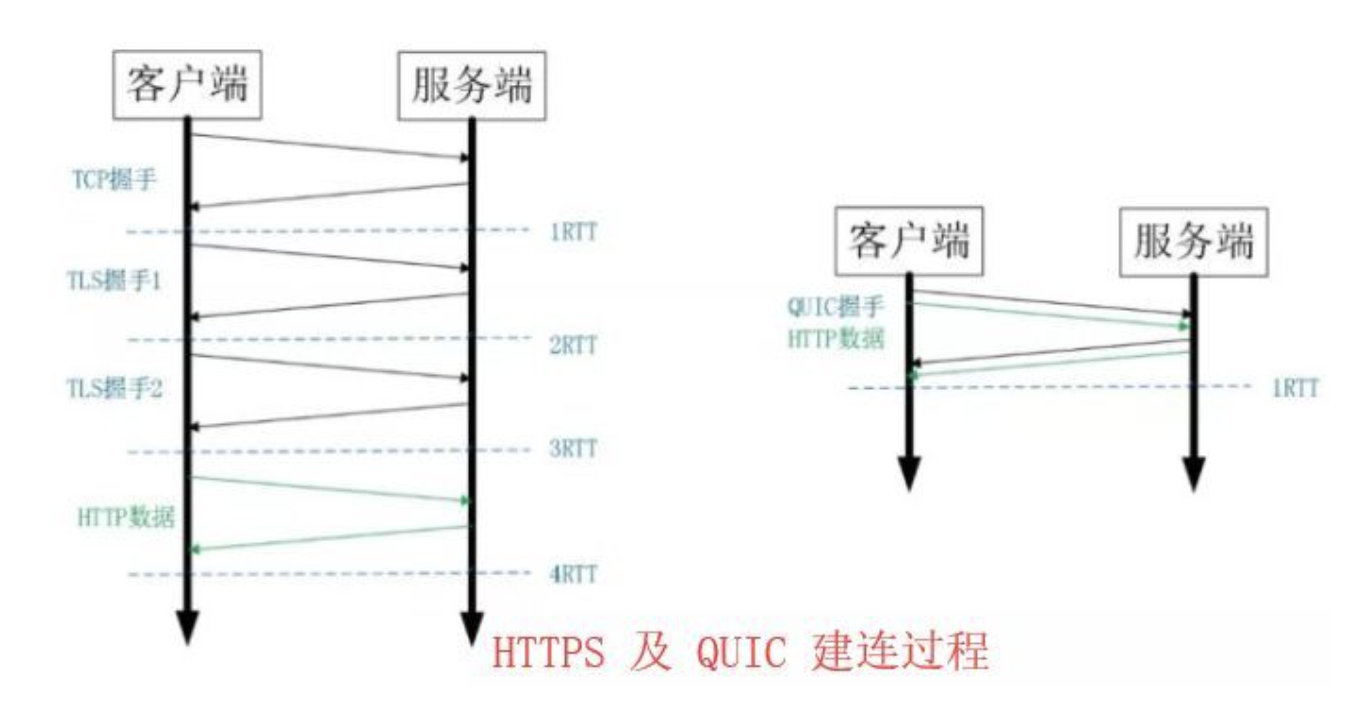 客户端
服务端
TCP握手
1RTT
TLS握手1
2RTT
TLS握手2
3RTT
HTTP数据
4RTT
客户端
服务端
QUIC握手
HTTP数据
1RTT
HTTPS 及 QUIC 建连过程